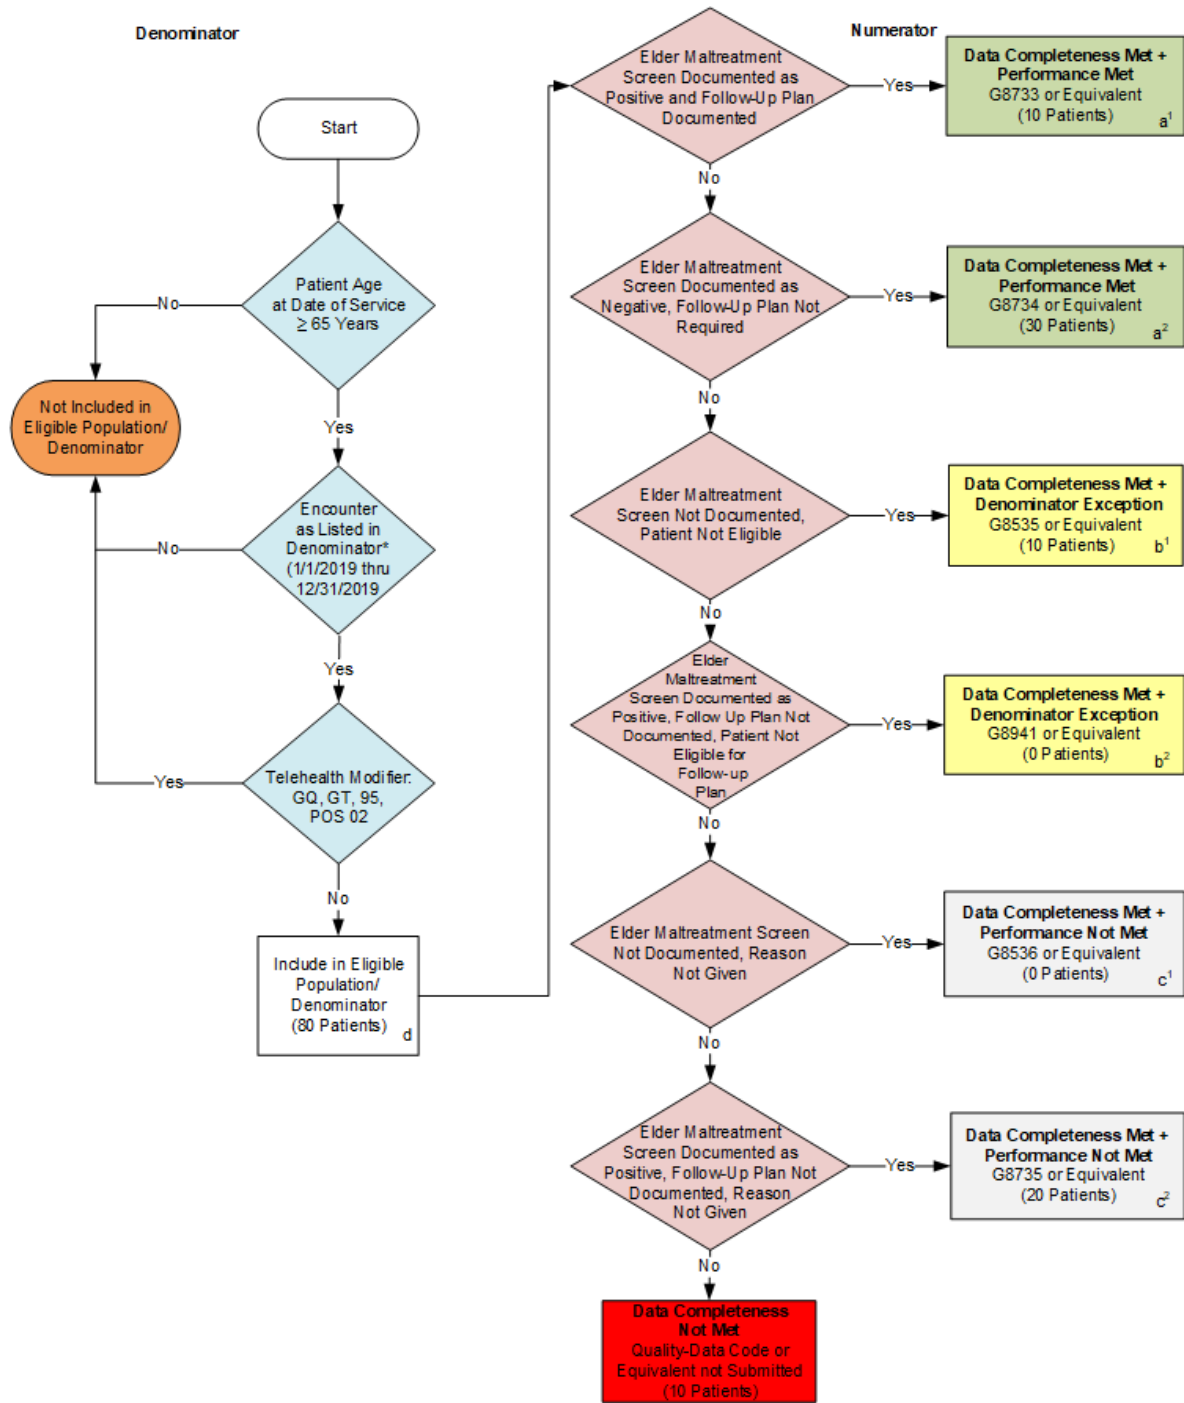 Denominator
Start
Patient Age
at Date of Service
≥ 65 Years
No
Yes
Not Included in
Eligible Population/
Denominator
Encounter
as Listed in
Denominator*
(1/1/2019 thru
12/31/2019
No
Yes
Telehealth Modifier:
GQ, GT, 95,
POS 02
Yes
No
Include in Eligible
Population/
Denominator
(80 Patients)
d
Numerator
Elder Maltreatment
Screen Documented as
Positive and Follow-Up Plan
Documented
Yes
Data Completeness Met +
Performance Met
G8733 or Equivalent
(10 Patients)
a¹
No
Elder Maltreatment
Screen Documented as
Negative, Follow-Up Plan Not
Required
Yes
Data Completeness Met +
Performance Met
G8734 or Equivalent
(30 Patients)
a²
No
Elder Maltreatment
Screen Not Documented,
Patient Not Eligible
Yes
Data Completeness Met +
Denominator Exception
G8535 or Equivalent
(10 Patients)
b¹
No
Elder
Maltreatment
Screen Documented as
Positive, Follow Up Plan Not
Documented, Patient Not
Eligible for
Follow-up
Plan
Yes
Data Completeness Met +
Denominator Exception
G8941 or Equivalent
(0 Patients)
b²
No
Elder Maltreatment Screen
Not Documented, Reason
Not Given
Yes
Data Completeness Met +
Performance Not Met
G8536 or Equivalent
(0 Patients)
c¹
No
Elder Maltreatment
Screen Documented as
Positive, Follow-Up Plan Not
Documented, Reason
Not Given
Yes
Data Completeness Met +
Performance Not Met
G8735 or Equivalent
(20 Patients)
c²
No
Data Completeness
Not Met
Quality-Data Code or
Equivalent not Submitted
(10 Patients)